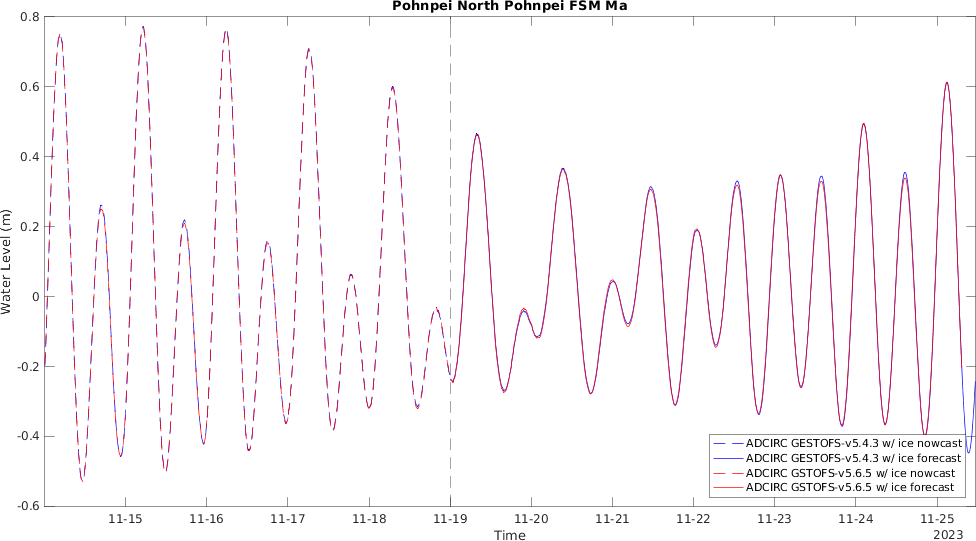 Pohnpei North Pohnpei FSM Ma
0.8
0.6
0.4
0.2
0
-0.2
-0.4
-0.6
Water Level (m)
11-15 11-16 11-17 11-18 11-19 11-20 11-21 11-22 11-23 11-24 11-25
Time
2023
ADCIRC GESTOFS-v5.4.3 w/ ice nowcast
ADCIRC GESTOFS-v5.4.3 w/ ice forecast
ADCIRC GSTOFS-v5.6.5 w/ ice nowcast
ADCIRC GSTOFS-v5.6.5 w/ ice forecast